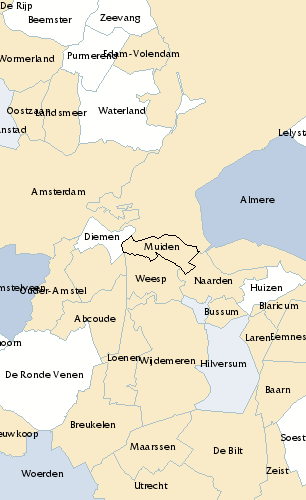 De Rijp
Zeevang
Beemster
Purmerend
Edam-Volendam
Wormerland
Oostzaan
Landsmeer
Waterland
anstad
Lelyst
Amsterdam
Almere
Diemen
Muiden
Weesp
Naarden
Huizen
mstelveen
Ouder-Amstel
Blaricum
Bussum
Abcoude
Laren
Eemnes
oorn
Loenen
Wijdemeren
Hilversum
De Ronde Venen
Baarn
Breukelen
euwkoop
Soest
Maarssen
De Bilt
Woerden
Zeist
Utrecht